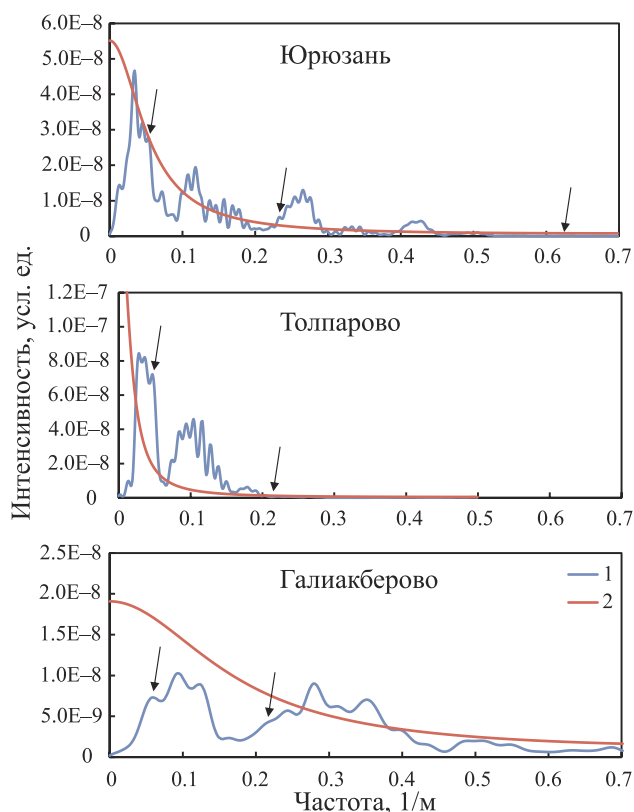 Интенсивность, усл. ед.
6.0E-8
5.0E-8
4.0E-8
3.0E-8
2.0E-8
1.0E-8
0
Юрюзань
0 0.1 0.2 0.3 0.4 0.5 0.6 0.7
1.2E-7
1.0E-7
8.0E-8
6.0E-8
4.0E-8
2.0E-8
0
Толпарово
0 0.1 0.2 0.3 0.4 0.5 0.6 0.7
2.5E-8
2.0E-8
1.5E-8
1.0E-8
5.0E-9
0
Галиакберово
1
2
0 0.1 0.2 0.3 0.4 0.5 0.6 0.7
Частота, 1/м